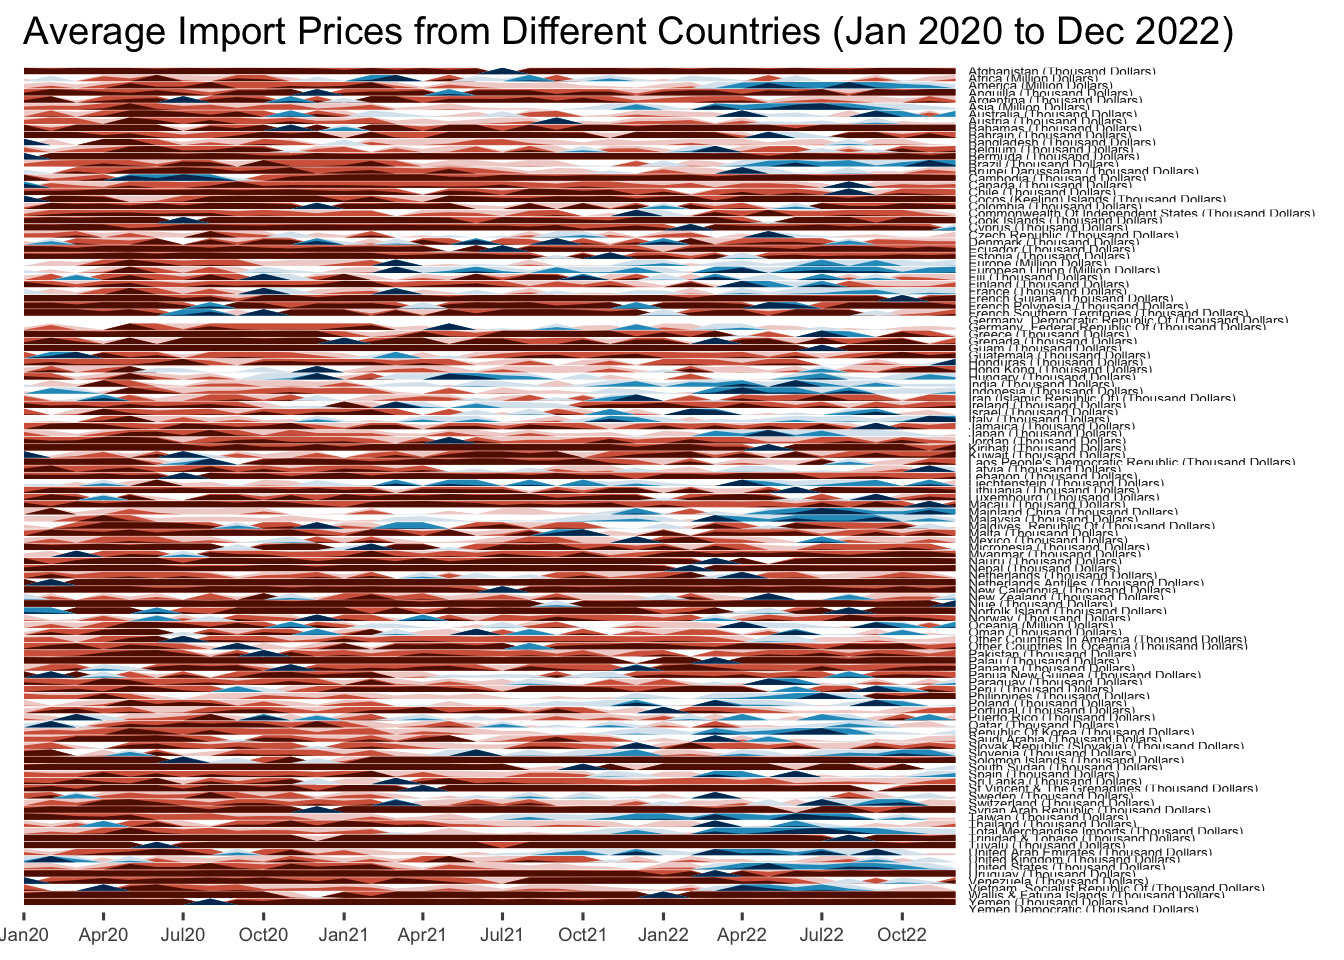 Average Import Prices from Different Countries (Jan 2020 to Dec 2022)
Afghanistan (Thousand Dollars)
Africa (Million Dollars)
America (Million Dollars)
Anguilla (Thousand Dollars)
Argentina (Thousand Dollars)
Asia (Million Dollars)
Australia (Thousand Dollars)
Austria (Thousand Dollars)
Bahamas (Thousand Dollars)
Bahrain (Thousand Dollars)
Bangladesh (Thousand Dollars)
Belgium (Thousand Dollars)
Bermuda (Thousand Dollars)
Brazil (Thousand Dollars)
Brunei Darussalam (Thousand Dollars)
Cambodia (Thousand Dollars)
Canada (Thousand Dollars)
Chile (Thousand Dollars)
Cocos (Keeling) Islands (Thousand Dollars)
Colombia (Thousand Dollars)
Commonwealth Of Independent States (Thousand Dollars)
Cook Islands (Thousand Dollars)
Cyprus (Thousand Dollars)
Czech Republic (Thousand Dollars)
Denmark (Thousand Dollars)
Ecuador (Thousand Dollars)
Estonia (Thousand Dollars)
Europe (Million Dollars)
European Union (Million Dollars)
Fiji (Thousand Dollars)
Finland (Thousand Dollars)
France (Thousand Dollars)
French Guiana (Thousand Dollars)
French Polynesia (Thousand Dollars)
French Southern Territories (Thousand Dollars)
Germany, Democratic Republic Of (Thousand Dollars)
Germany, Federal Republic Of (Thousand Dollars)
Greece (Thousand Dollars)
Grenada (Thousand Dollars)
Guam (Thousand Dollars)
Guatemala (Thousand Dollars)
Honduras (Thousand Dollars)
Hong Kong (Thousand Dollars)
Hungary (Thousand Dollars)
India (Thousand Dollars)
Indonesia (Thousand Dollars)
Iran (Islamic Republic Of) (Thousand Dollars)
Ireland (Thousand Dollars)
Israel (Thousand Dollars)
Italy (Thousand Dollars)
Jamaica (Thousand Dollars)
Japan (Thousand Dollars)
Jordan (Thousand Dollars)
Kiribati (Thousand Dollars)
Kuwait (Thousand Dollars)
Laos People's Democratic Republic (Thousand Dollars)
Latvia (Thousand Dollars)
Lebanon (Thousand Dollars)
Liechtenstein (Thousand Dollars)
Lithuania (Thousand Dollars)
Luxembourg (Thousand Dollars)
Macau (Thousand Dollars)
Mainland China (Thousand Dollars)
Malaysia (Thousand Dollars)
Maldives, Republic Of (Thousand Dollars)
Malta (Thousand Dollars)
Mexico (Thousand Dollars)
Micronesia (Thousand Dollars)
Myanmar (Thousand Dollars)
Nauru (Thousand Dollars)
Nepal (Thousand Dollars)
Netherlands (Thousand Dollars)
Netherlands Antilles (Thousand Dollars)
New Caledonia (Thousand Dollars)
New Zealand (Thousand Dollars)
Niue (Thousand Dollars)
Norfolk Island (Thousand Dollars)
Norway (Thousand Dollars)
Oceania (Million Dollars)
Oman (Thousand Dollars)
Other Countries In America (Thousand Dollars)
Other Countries In Oceania (Thousand Dollars)
Pakistan (Thousand Dollars)
Palau (Thousand Dollars)
Panama (Thousand Dollars)
Papua New Guinea (Thousand Dollars)
Paraguay (Thousand Dollars)
Peru (Thousand Dollars)
Philippines (Thousand Dollars)
Poland (Thousand Dollars)
Portugal (Thousand Dollars)
Puerto Rico (Thousand Dollars)
Qatar (Thousand Dollars)
Republic Of Korea (Thousand Dollars)
Saudi Arabia (Thousand Dollars)
Slovak Republic (Slovakia) (Thousand Dollars)
Slovenia (Thousand Dollars)
Solomon Islands (Thousand Dollars)
South Sudan (Thousand Dollars)
Spain (Thousand Dollars)
Sri Lanka (Thousand Dollars)
St Vincent & The Grenadines (Thousand Dollars)
Sweden (Thousand Dollars)
Switzerland (Thousand Dollars)
Syrian Arab Republic (Thousand Dollars)
Taiwan (Thousand Dollars)
Thailand (Thousand Dollars)
Total Merchandise Imports (Thousand Dollars)
Trinidad & Tobago (Thousand Dollars)
Tuvalu (Thousand Dollars)
United Arab Emirates (Thousand Dollars)
United Kingdom (Thousand Dollars)
United States (Thousand Dollars)
Uruguay (Thousand Dollars)
Venezuela (Thousand Dollars)
Vietnam, Socialist Republic Of (Thousand Dollars)
Wallis & Fatuna Islands (Thousand Dollars)
Yemen (Thousand Dollars)
Yemen Democratic (Thousand Dollars)
Jan20 Apr20 Jul20 Oct20 Jan21 Apr21 Jul21 Oct21 Jan22 Apr22 Jul22 Oct22